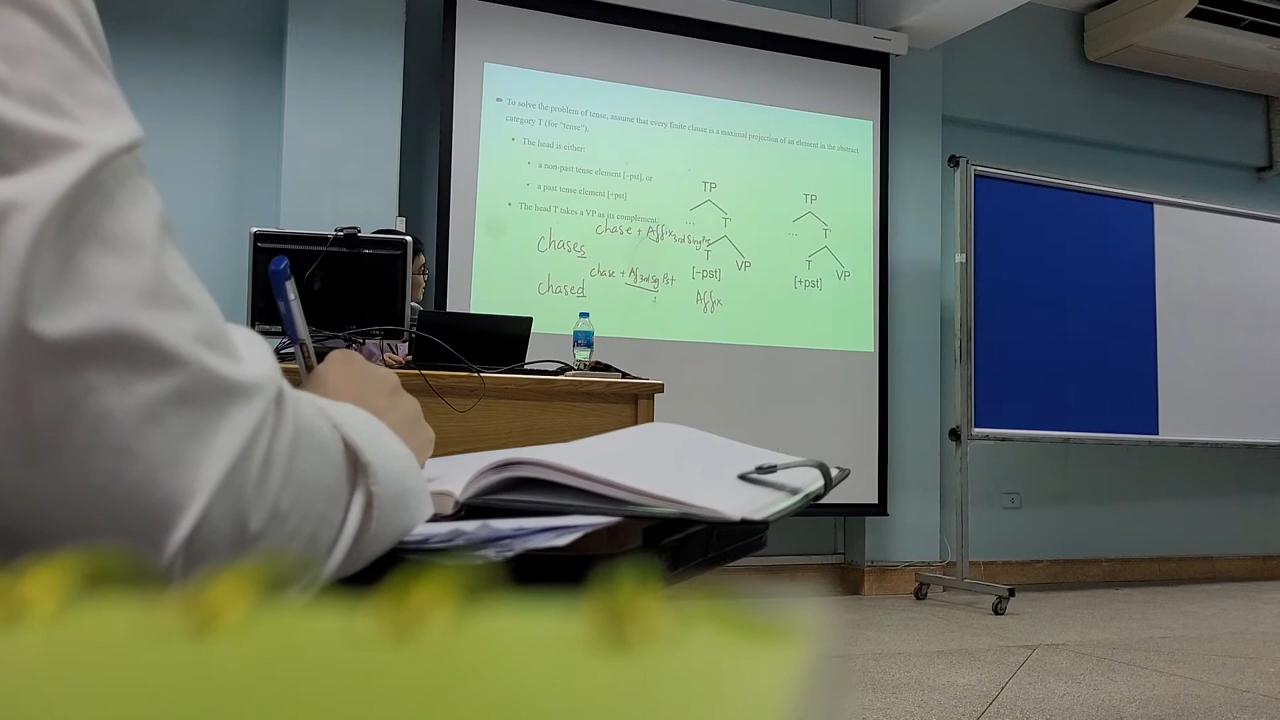 To solve the problem of tense, assume that every finite clause is a maximal projection of an element in the abstract
category T (for "tense").
The head is either:
a non-past tense element [–pst], or
a past tense element [+pst]
The head T takes a VP as its complement.
chases
chase + Affix3rdSingPrs
chased
chase + Af3rdSgPst
TP
... T'
T VP
[-pst]
Affix
TP
... T'
T VP
[+pst]